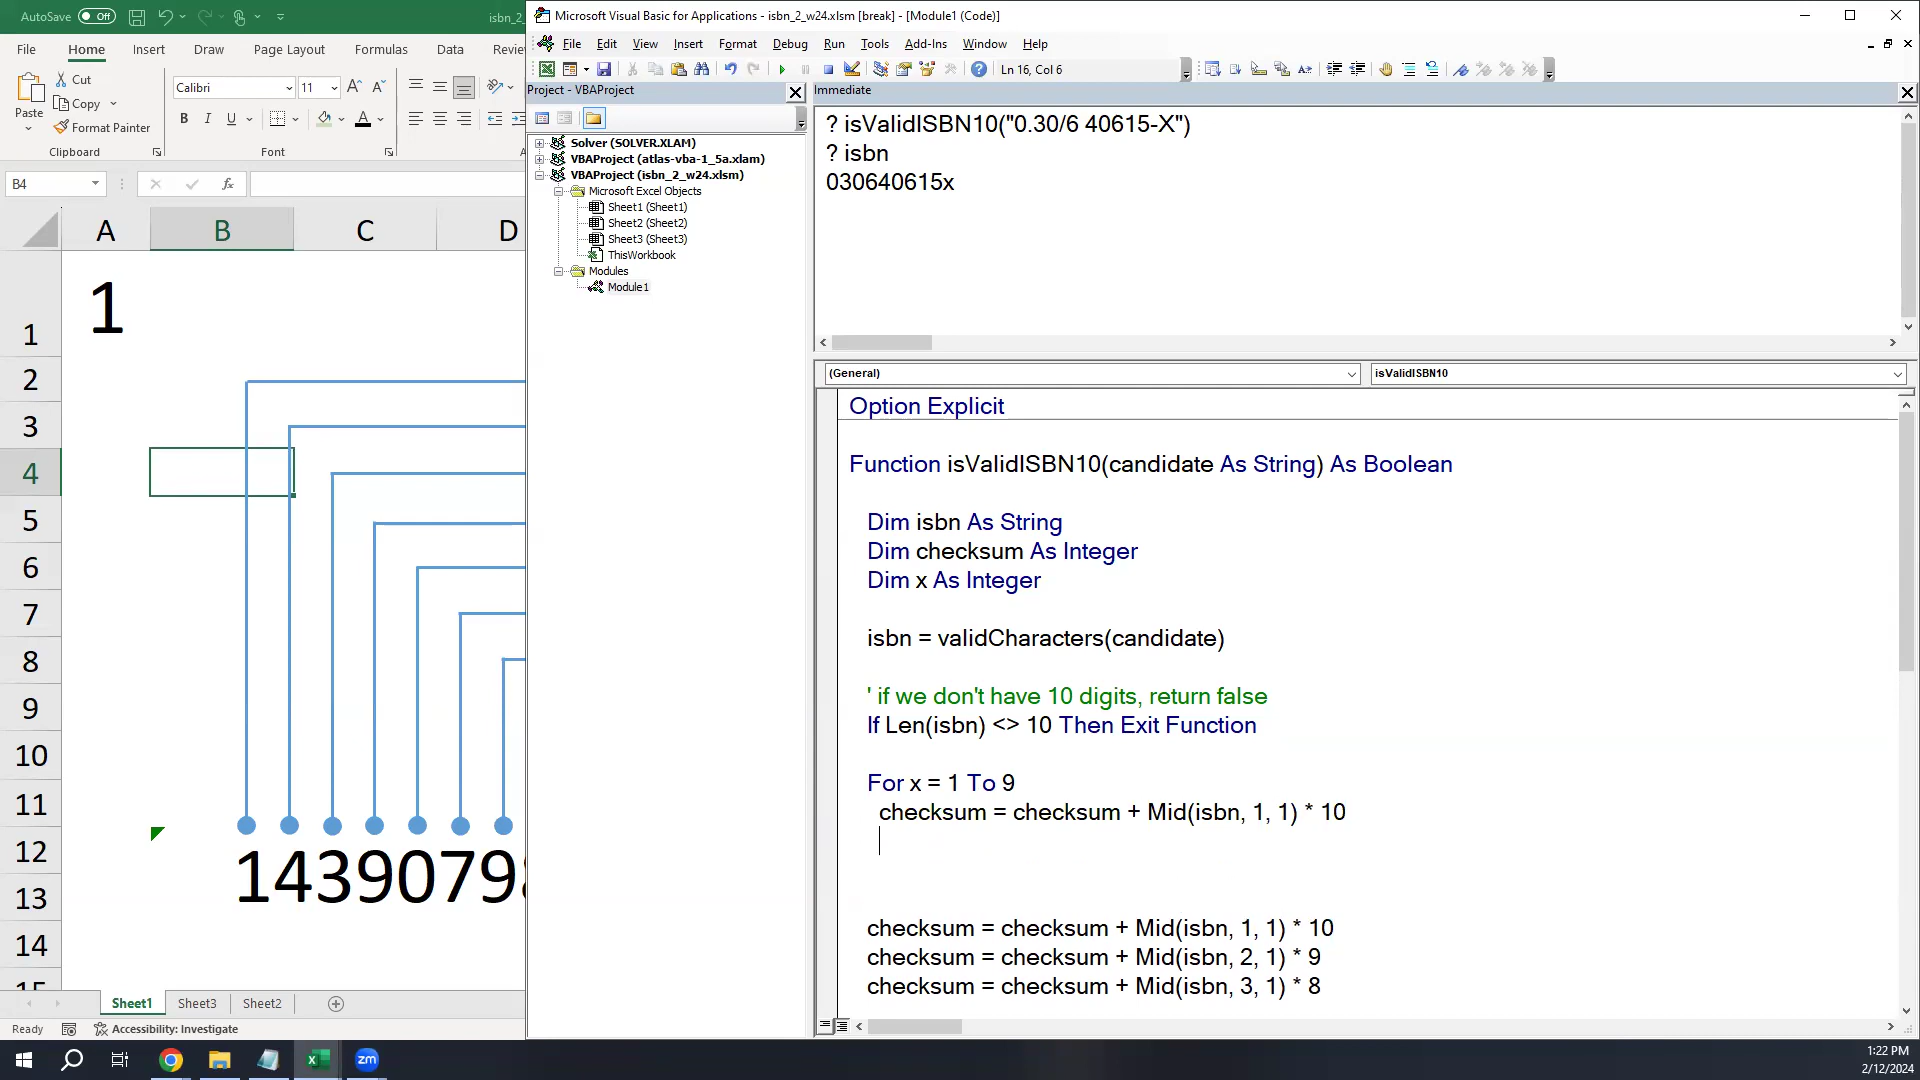 AutoSave Off
isbn_2_
File Home Insert Draw Page Layout Formulas Data Revie
Paste
Cut
Copy
Format Painter
Clipboard
Calibri 11
B I U
Font
B4
fx
A B C D
1
1
2
3
4
5
6
7
8
9
10
11
12
13
14
14390798
Sheet1 Sheet3 Sheet2
Ready
Accessibility: Investigate
Microsoft Visual Basic for Applications - isbn_2_w24.xlsm [break] - [Module1 (Code)]
File Edit View Insert Format Debug Run Tools Add-Ins Window Help
Ln 16, Col 6
Project - VBAProject
Solver (SOLVER.XLAM)
VBAProject (atlas-vba-1_5a.xlam)
VBAProject (isbn_2_w24.xlsm)
Microsoft Excel Objects
Sheet1 (Sheet1)
Sheet2 (Sheet2)
Sheet3 (Sheet3)
ThisWorkbook
Modules
Module1
Immediate
? isValidISBN10("0.30/6 40615-X")
? isbn
030640615x
(General)
isValidISBN10
Option Explicit
Function isValidISBN10(candidate As String) As Boolean
Dim isbn As String
Dim checksum As Integer
Dim x As Integer
isbn = validCharacters(candidate)
' if we don't have 10 digits, return false
If Len(isbn) <> 10 Then Exit Function
For x = 1 To 9
checksum = checksum + Mid(isbn, 1, 1) * 10
checksum = checksum + Mid(isbn, 1, 1) * 10
checksum = checksum + Mid(isbn, 2, 1) * 9
checksum = checksum + Mid(isbn, 3, 1) * 8
zm
1:22 PM
2/12/2024